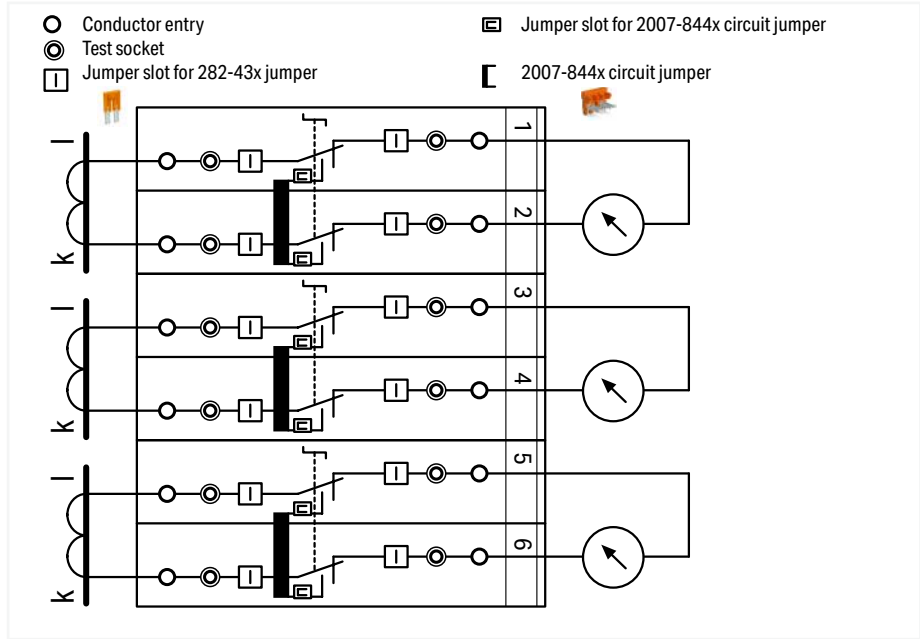 Conductor entry
Test socket
Jumper slot for 282-43x jumper
Jumper slot for 2007-844x circuit jumper
2007-844x circuit jumper
l
k
1
2
l
k
3
4
l
k
5
6